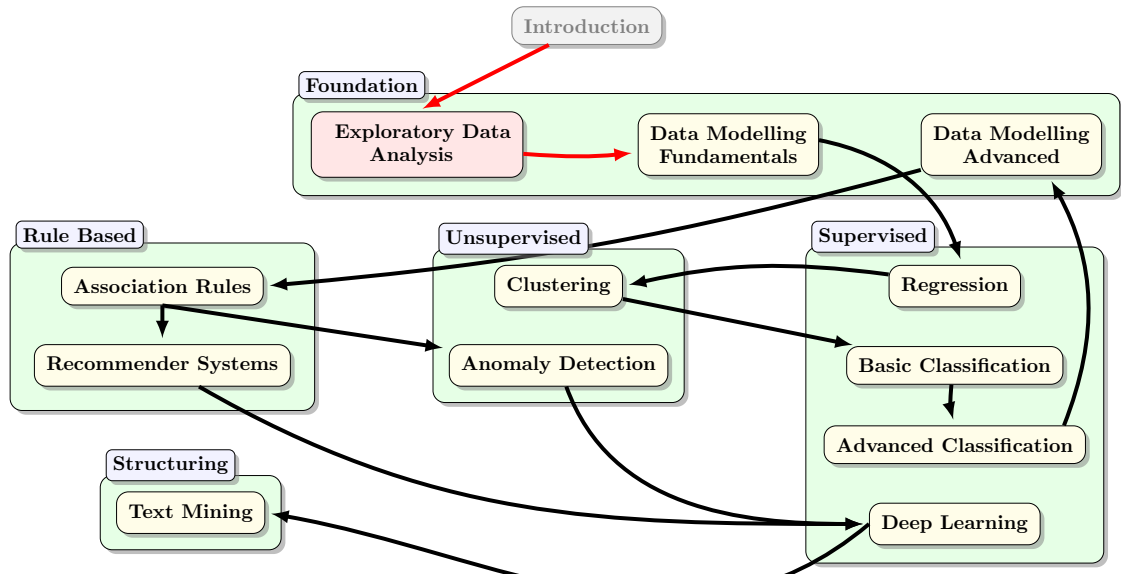 Introduction
Foundation
Exploratory Data
Analysis
Data Modelling
Fundamentals
Data Modelling
Advanced
Rule Based
Association Rules
Recommender Systems
Unsupervised
Clustering
Anomaly Detection
Supervised
Regression
Basic Classification
Advanced Classification
Deep Learning
Structuring
Text Mining